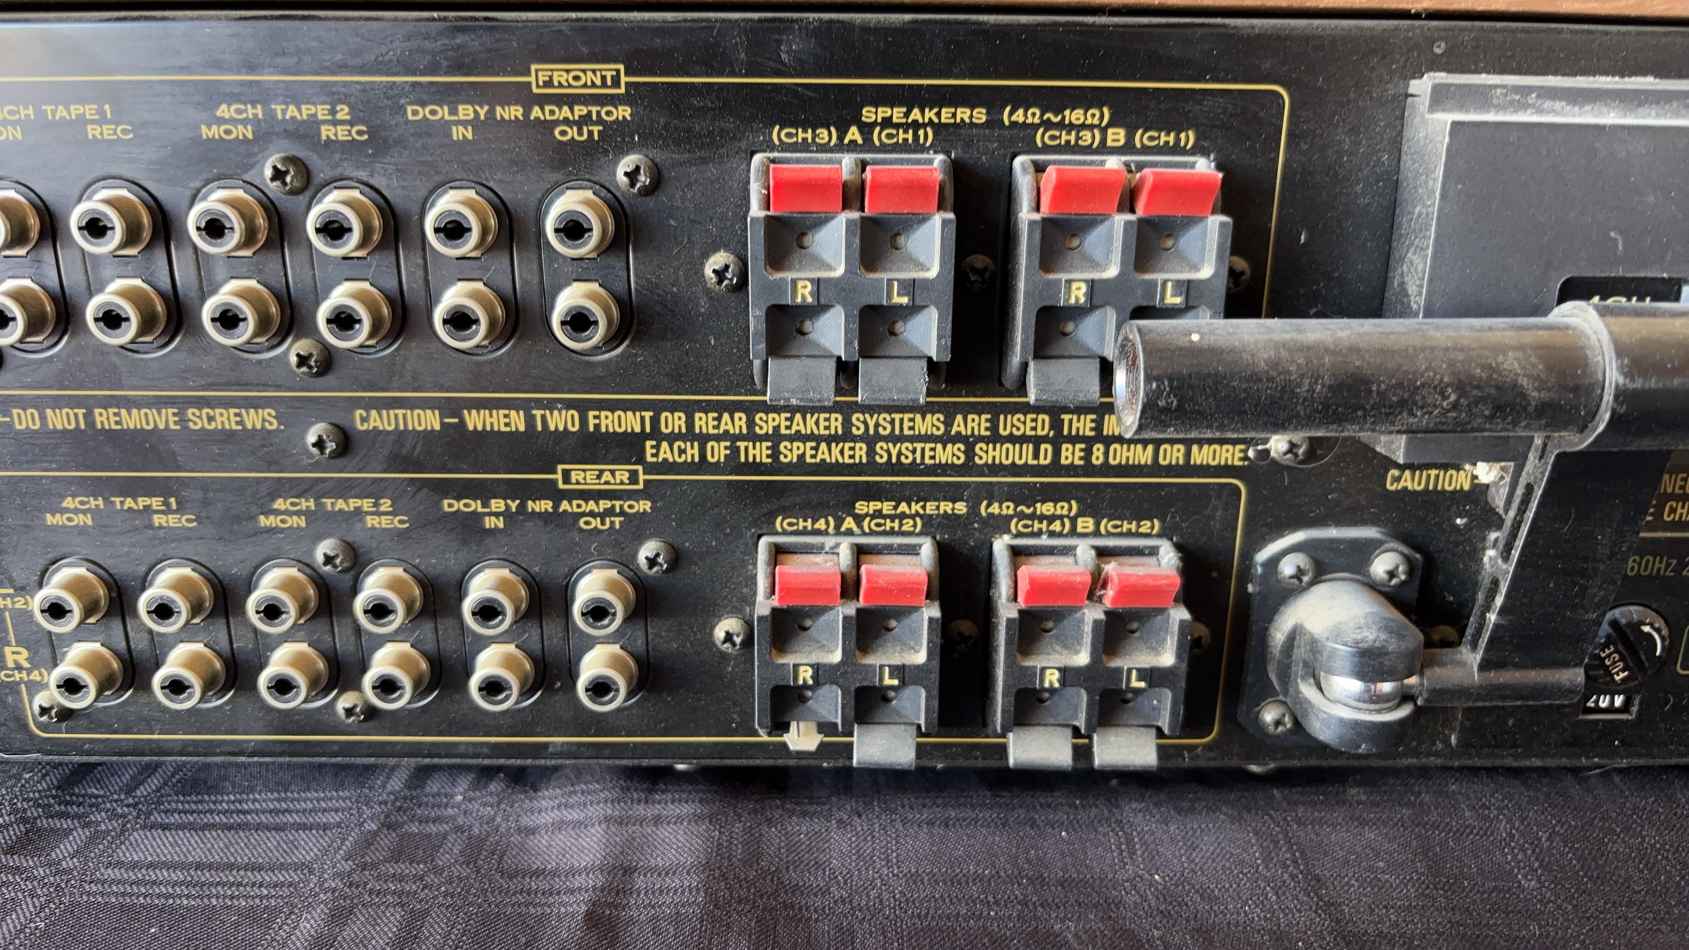 FRONT
TAPE 1
REC
4CH TAPE 2
MON REC
DOLBY NR ADAPTOR
IN OUT
SPEAKERS (4Ω~16Ω)
(CH3) A (CH1)
(CH3) B (CH1)
R L
R L
-DO NOT REMOVE SCREWS.
CAUTION - WHEN TWO FRONT OR REAR SPEAKER SYSTEMS ARE USED, THE
EACH OF THE SPEAKER SYSTEMS SHOULD BE 8 OHM OR MORE.
REAR
4CH TAPE 1
MON REC
4CH TAPE 2
MON REC
DOLBY NR ADAPTOR
IN OUT
SPEAKERS (4Ω~16Ω)
(CH4) A (CH2)
(CH4) B (CH2)
R L
R L
R
CH4)
CAUTION
60Hz
FUSE